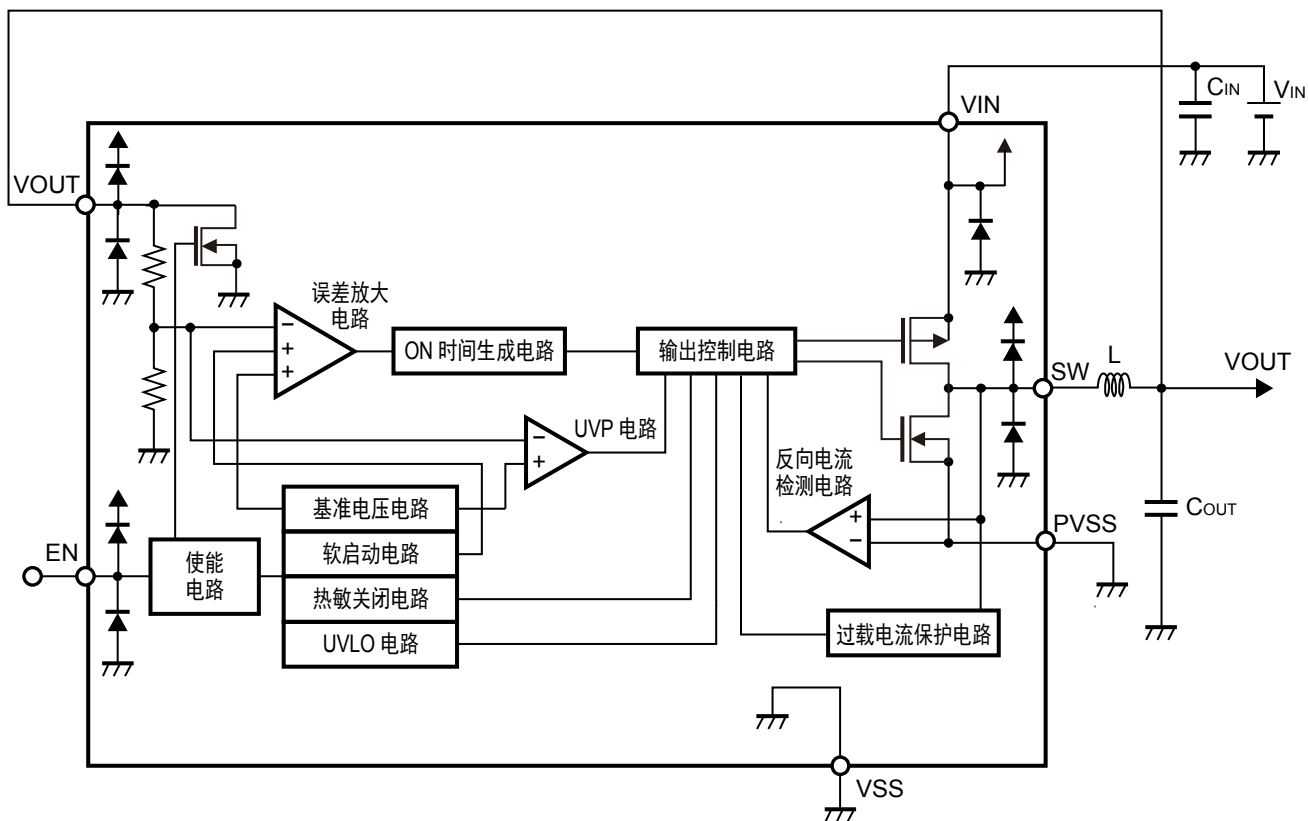 CIN
VIN
VIN
VOUT
误差放大
电路
ON 时间生成电路
输出控制电路
SW
L
VOUT
UVP 电路
反向电流
检测电路
基准电压电路
COUT
PVSS
EN
使能
电路
软启动电路
热敏关闭电路
UVLO 电路
过载电流保护电路
VSS